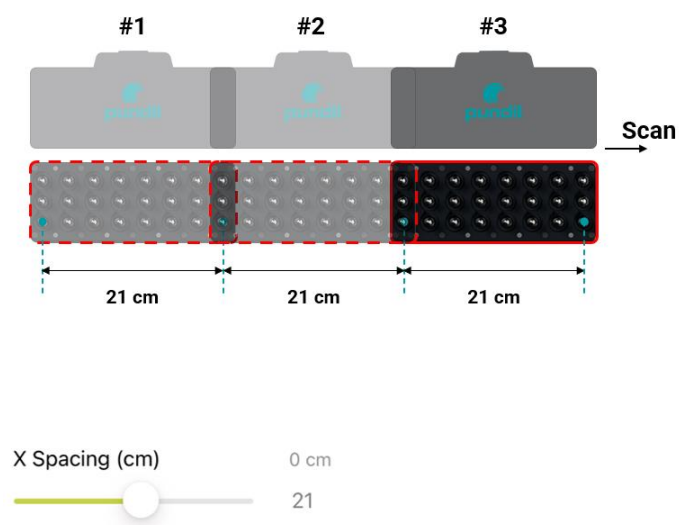 #1 #2 #3
pundit
pundit
pundit
Scan
21 cm 21 cm 21 cm
X Spacing (cm) 0 cm
21